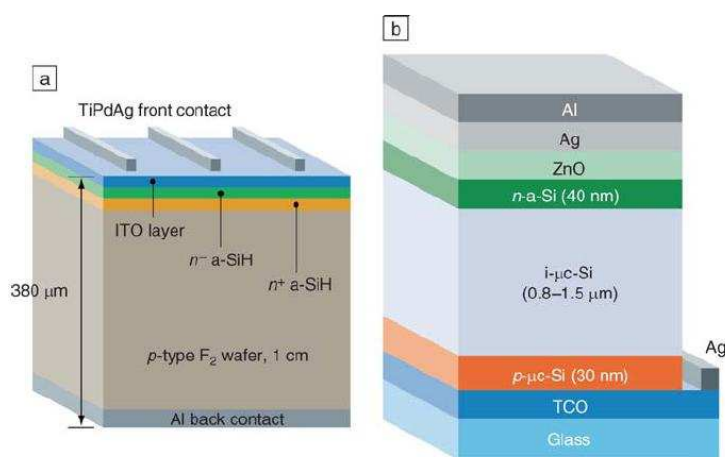 a
TiPdAg front contact
ITO layer
n⁻ a-SiH
n⁺ a-SiH
380 μm
p-type F₂ wafer, 1 cm
Al back contact
b
Al
Ag
ZnO
n-a-Si (40 nm)
i-μc-Si
(0.8–1.5 μm)
Ag
p-μc-Si (30 nm)
TCO
Glass